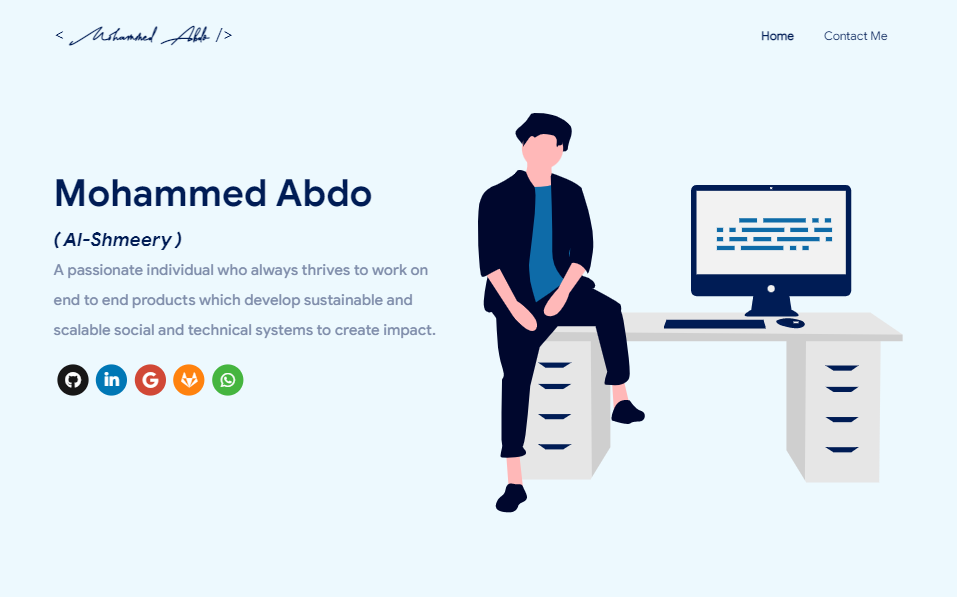 < Mohammed Abdo />
Home
Contact Me
Mohammed Abdo
( Al-Shmeery )
A passionate individual who always thrives to work on
end to end products which develop sustainable and
scalable social and technical systems to create impact.
in
G